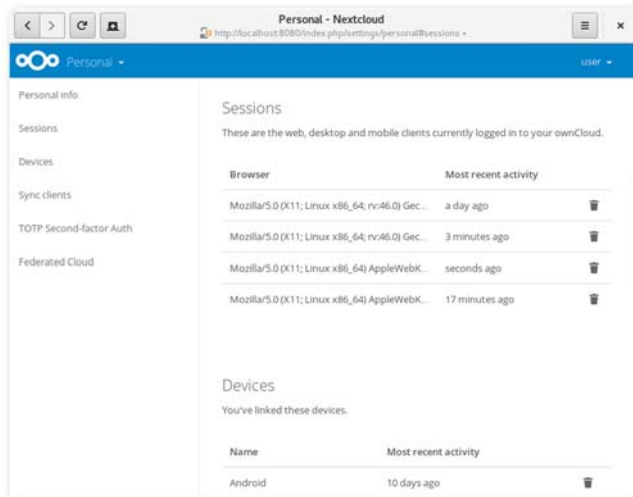 Personal - Nextcloud
http://localhost:8080/index.php/settings/personal#sessions
Personal
user
Personal info
Sessions
Devices
Sync clients
TOTP Second-factor Auth
Federated Cloud
Sessions
These are the web, desktop and mobile clients currently logged in to your ownCloud.
Browser Most recent activity
Mozilla/5.0 (X11; Linux x86_64; rv:46.0) Gec... a day ago
Mozilla/5.0 (X11; Linux x86_64; rv:46.0) Gec... 3 minutes ago
Mozilla/5.0 (X11; Linux x86_64) AppleWebK... seconds ago
Mozilla/5.0 (X11; Linux x86_64) AppleWebK... 17 minutes ago
Devices
You've linked these devices.
Name Most recent activity
Android 10 days ago